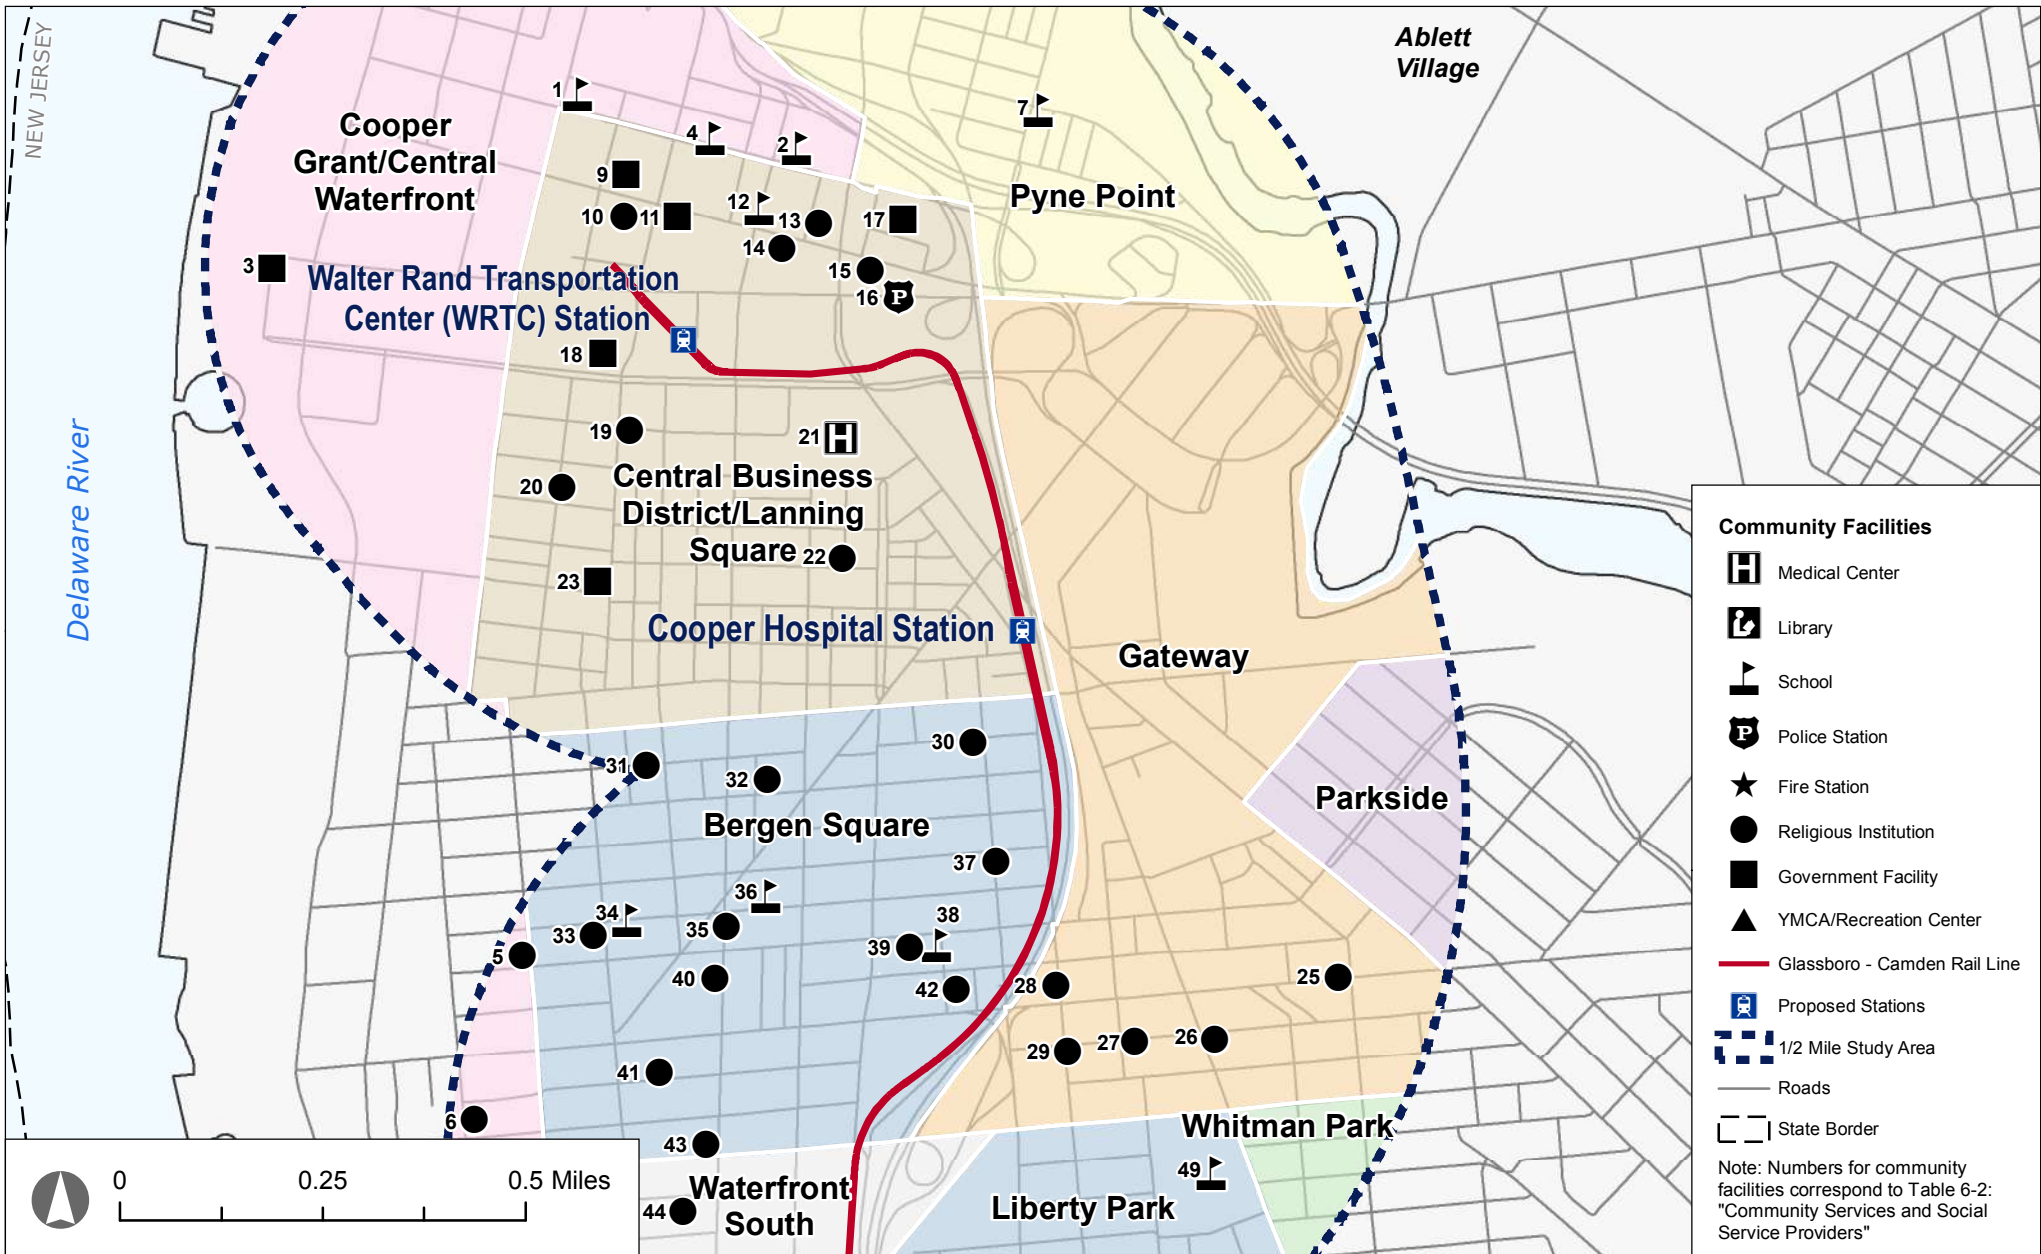 NEW JERSEY
Ablett
Village
1
4
2
7
Cooper
Grant/Central
Waterfront
9
10
11
12
13
14
17
15
16
P
Pyne Point
3
Walter Rand Transportation
Center (WRTC) Station
18
19
21
H
20
Central Business
District/Lanning
Square
22
23
Delaware River
Cooper Hospital Station
Gateway
30
31
32
Bergen Square
Parkside
37
36
34
33
35
38
39
5
40
42
28
25
29
27
26
41
6
43
Whitman Park
49
44
Waterfront
South
Liberty Park
0
0.25
0.5 Miles
Community Facilities
H
Medical Center
Library
School
P
Police Station
Fire Station
Religious Institution
Government Facility
YMCA/Recreation Center
Glassboro - Camden Rail Line
Proposed Stations
1/2 Mile Study Area
Roads
State Border
Note: Numbers for community
facilities correspond to Table 6-2:
"Community Services and Social
Service Providers"